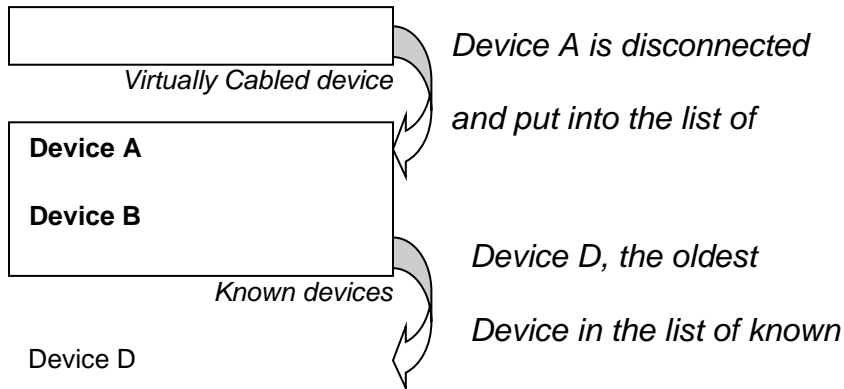 Device A is disconnected
Virtually Cabled device
and put into the list of
Device A
Device B
Device D, the oldest
Known devices
Device in the list of known
Device D